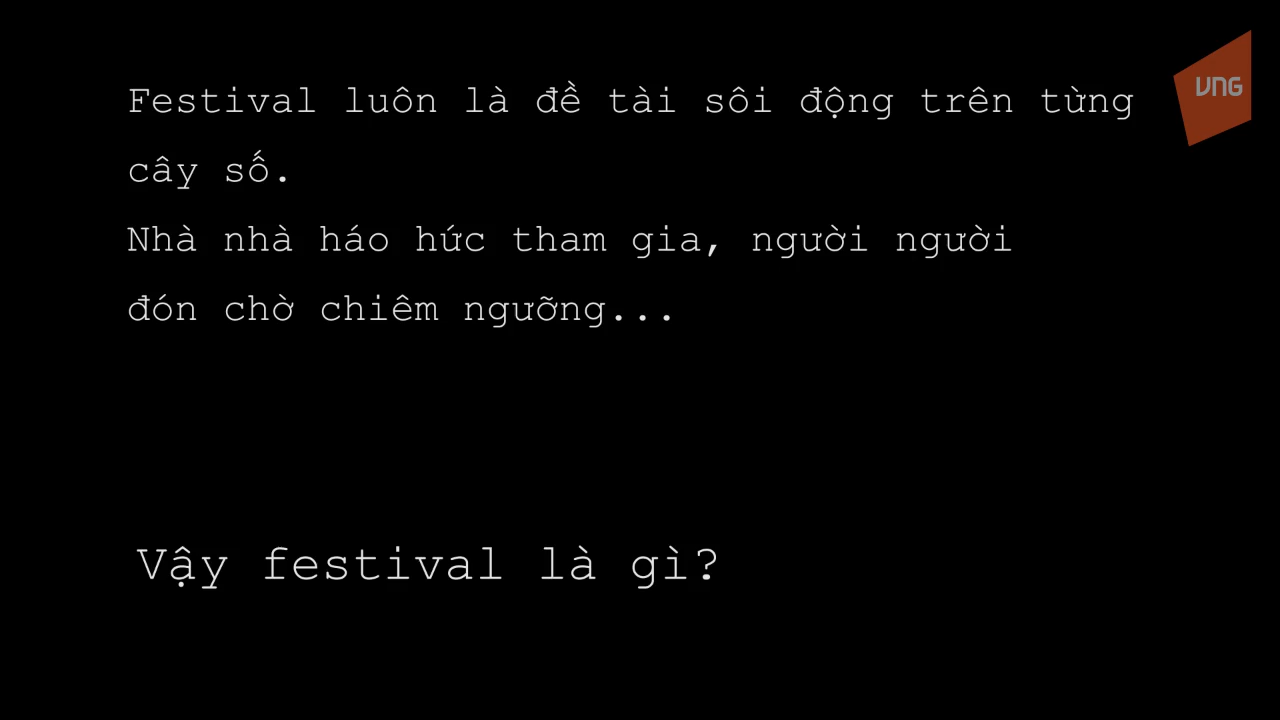 Festival luôn là đề tài sôi động trên từng
cây số.
Nhà nhà háo hức tham gia, người người
đón chờ chiêm ngưỡng...
Vậy festival là gì?
VNG